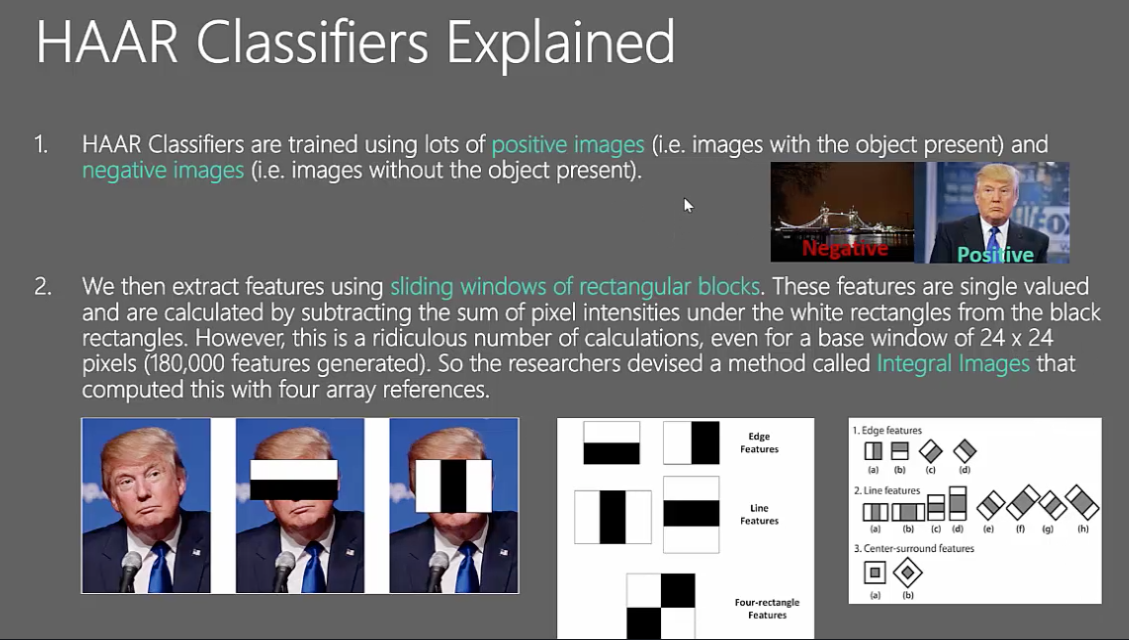 HAAR Classifiers Explained
1. HAAR Classifiers are trained using lots of positive images (i.e. images with the object present) and
negative images (i.e. images without the object present).
Negative
Positive
2. We then extract features using sliding windows of rectangular blocks. These features are single valued
and are calculated by subtracting the sum of pixel intensities under the white rectangles from the black
rectangles. However, this is a ridiculous number of calculations, even for a base window of 24 x 24
pixels (180,000 features generated). So the researchers devised a method called Integral Images that
computed this with four array references.
Edge
Features
Line
Features
Four-rectangle
Features
1. Edge features
(a) (b) (c) (d)
2. Line features
(a) (b) (c) (d) (e) (f) (g) (h)
3. Center-surround features
(a) (b)